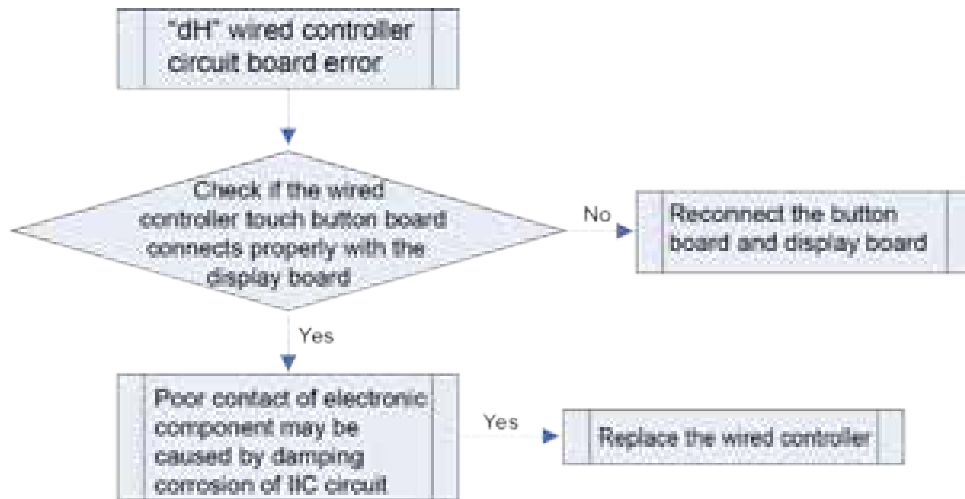 "dH" wired controller
circuit board error
Check if the wired
controller touch button board
connects properly with the
display board
No
Reconnect the button
board and display board
Yes
Poor contact of electronic
component may be
caused by damping
corrosion of IIC circuit
Yes
Replace the wired controller